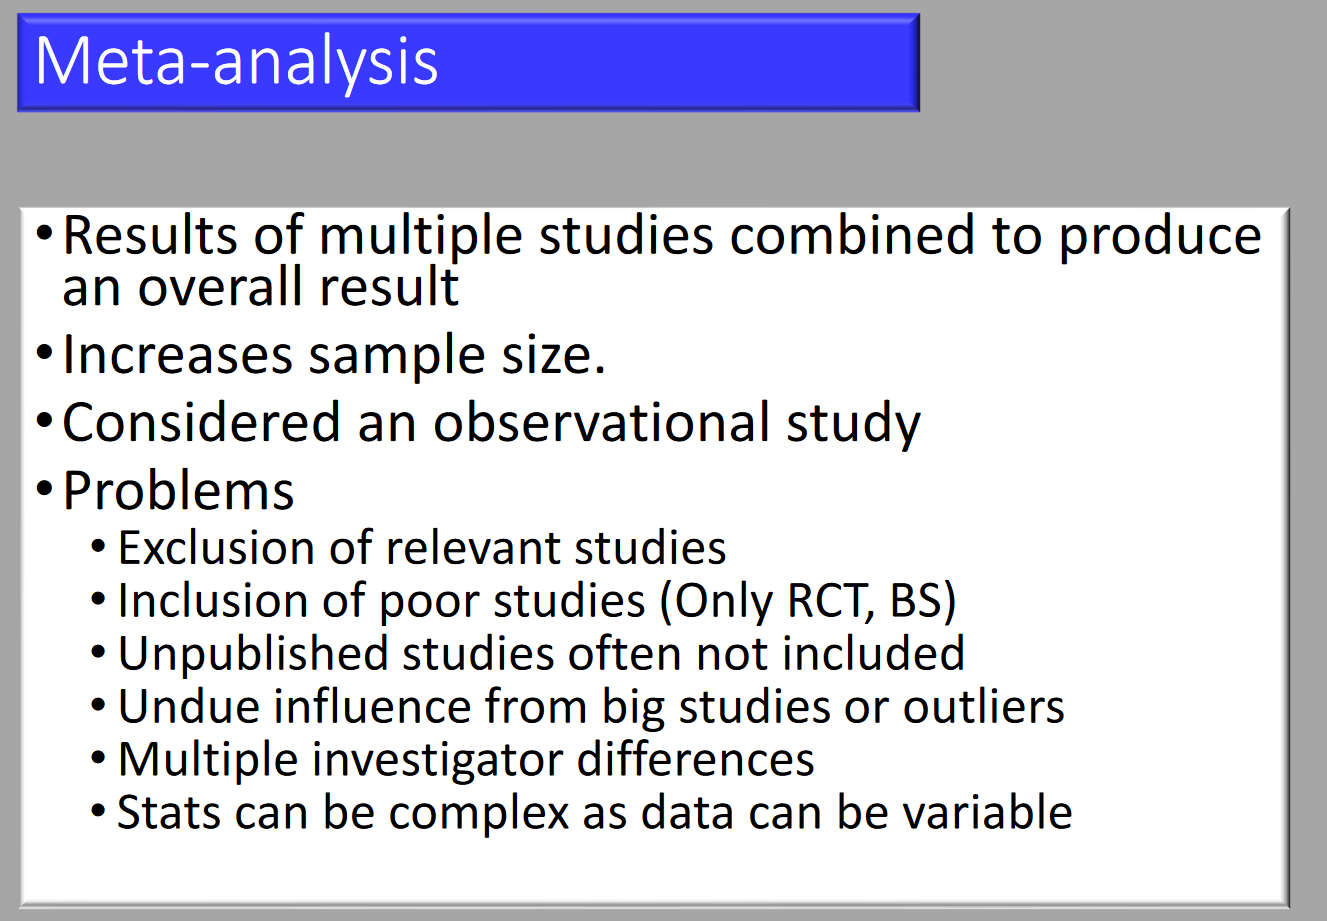 Meta-analysis
•Results of multiple studies combined to produce
an overall result
•Increases sample size.
•Considered an observational study
•Problems
•Exclusion of relevant studies
•Inclusion of poor studies (Only RCT, BS)
•Unpublished studies often not included
•Undue influence from big studies or outliers
•Multiple investigator differences
•Stats can be complex as data can be variable